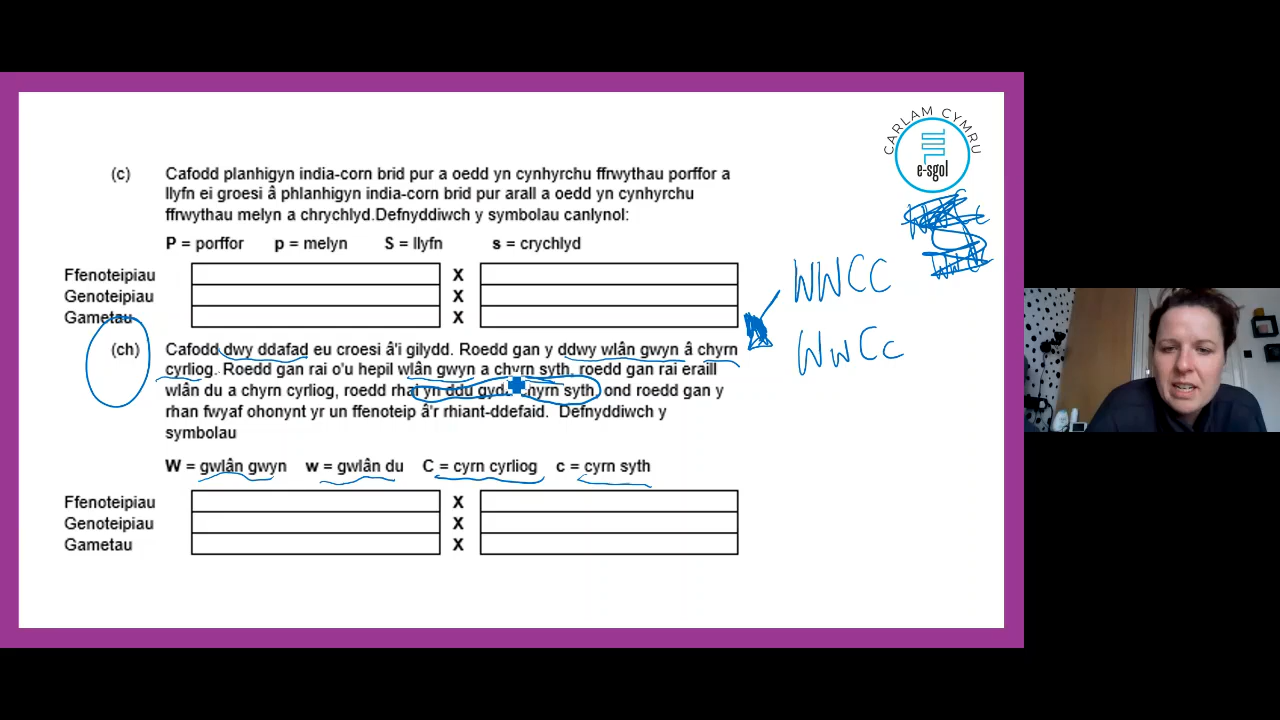 CARLAM CYMRU
e-sgol
(c) Cafodd planhigyn india-corn brid pur a oedd yn cynhyrchu ffrwythau porffor a
llyfn ei groesi â phlanhigyn india-corn brid pur arall a oedd yn cynhyrchu
ffrwythau melyn a chrychlyd.Defnyddiwch y symbolau canlynol:
P = porffor p = melyn S = llyfn s = crychlyd
Ffenoteipiau X
Genoteipiau X
Gametau X
WWCC
WwCc
(ch) Cafodd dwy ddafad eu croesi â'i gilydd. Roedd gan y ddwy wlân gwyn â chyrn
cyrliog. Roedd gan rai o'u hepil wlân gwyn a chyrn syth, roedd gan rai eraill
wlân du a chyrn cyrliog, roedd rhai yn ddu gyda chyrn syth ond roedd gan y
rhan fwyaf ohonynt yr un ffenoteip â'r rhiant-ddefaid. Defnyddiwch y
symbolau
W = gwlân gwyn w = gwlân du C = cyrn cyrliog c = cyrn syth
Ffenoteipiau X
Genoteipiau X
Gametau X